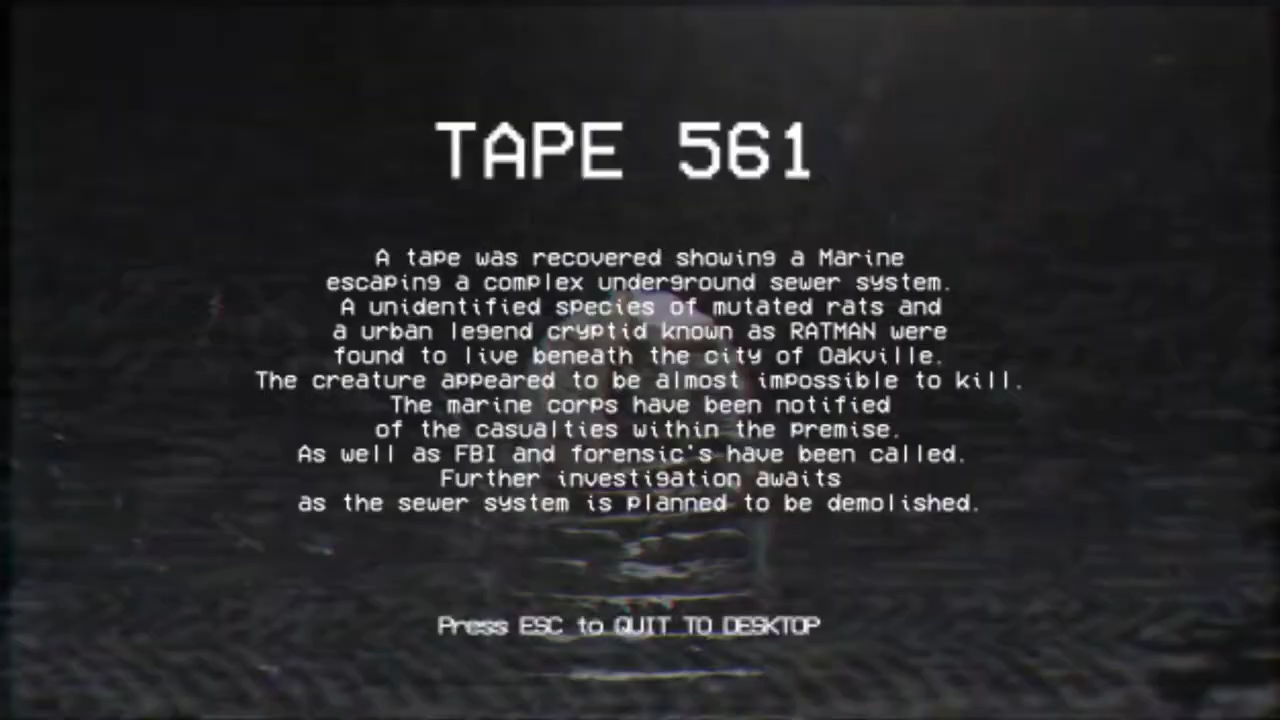 TAPE 561
A tape was recovered showing a Marine
escaping a complex underground sewer system.
A unidentified species of mutated rats and
a urban legend cryptid known as RATMAN were
found to live beneath the city of Oakville.
The creature appeared to be almost impossible to kill.
The marine corps have been notified
of the casualties within the premise.
As well as FBI and forensic's have been called.
Further investigation awaits
as the sewer system is planned to be demolished.
Press ESC to QUIT TO DESKTOP